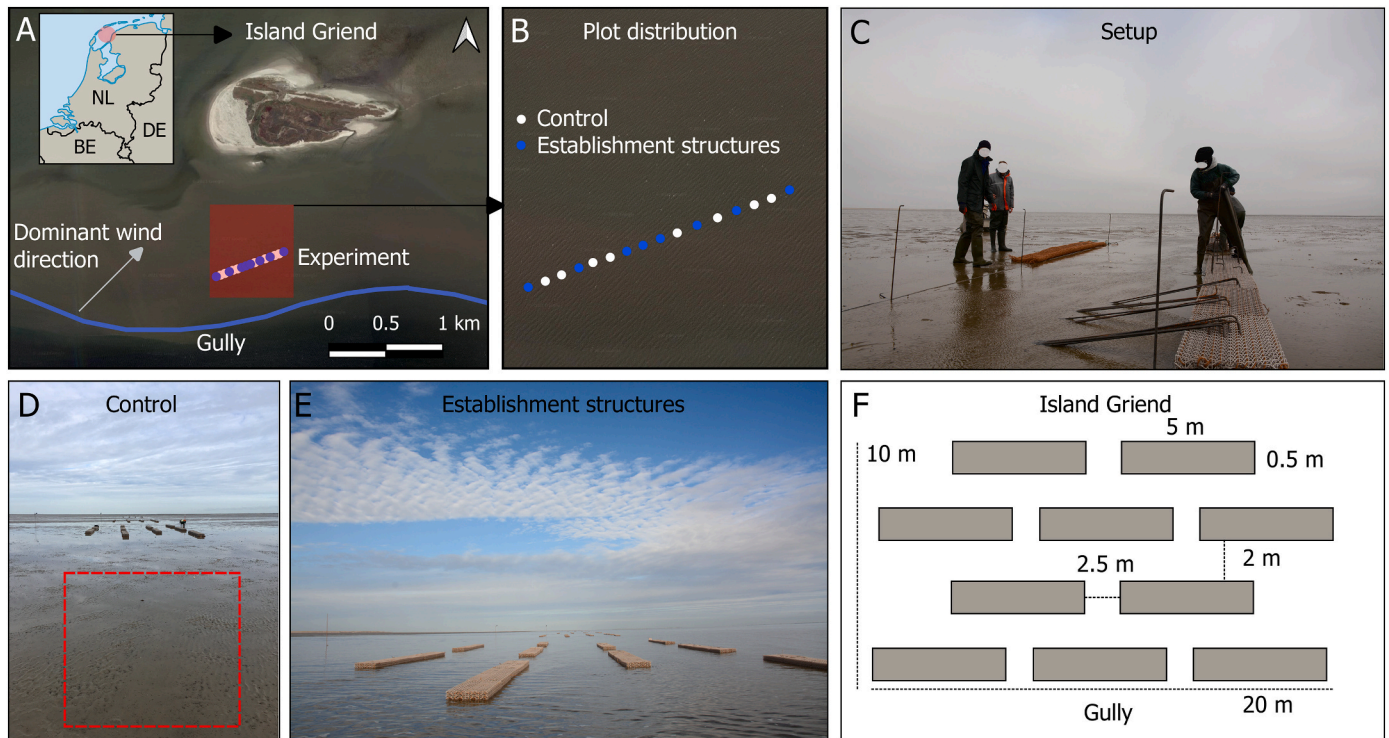 A
Island Griend
NL
DE
BE
Dominant wind
direction
Experiment
Gully
0 0.5 1 km
B
Plot distribution
Control
Establishment structures
C
Setup
D
Control
E
Establishment structures
F
Island Griend
5 m
10 m
0.5 m
2.5 m
2 m
20 m
Gully